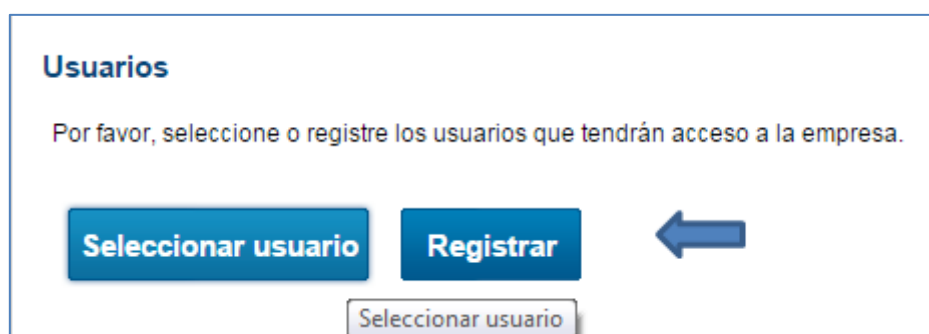 Usuarios
Por favor, seleccione o registre los usuarios que tendrán acceso a la empresa.
Seleccionar usuario Registrar
Seleccionar usuario